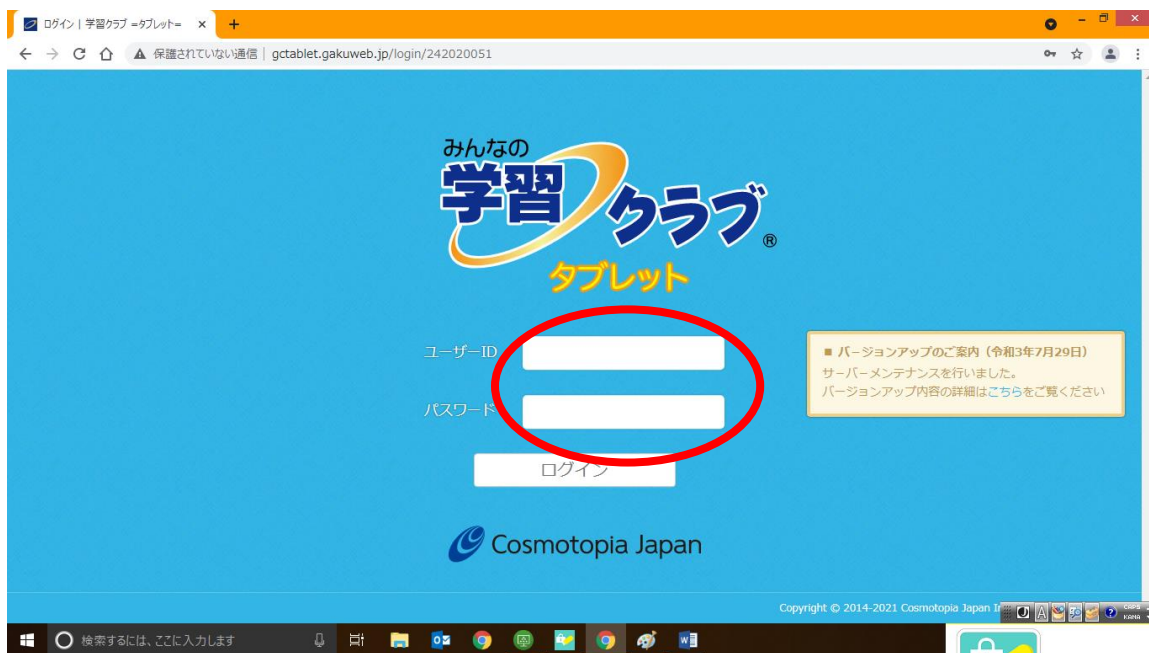 ログイン | 学習クラブ =タブレット=
保護されていない通信 | gctablet.gakuweb.jp/login/242020051
みんなの
学習クラブ®
タブレット
ユーザーID
■ バージョンアップのご案内（令和3年7月29日）
サーバーメンテナンスを行いました。
バージョンアップ内容の詳細はこちらをご覧ください
パスワード
ログイン
Cosmotopia Japan
Copyright © 2014-2021 Cosmotopia Japan
A
CAPS
KANA
検索するには、ここに入力します